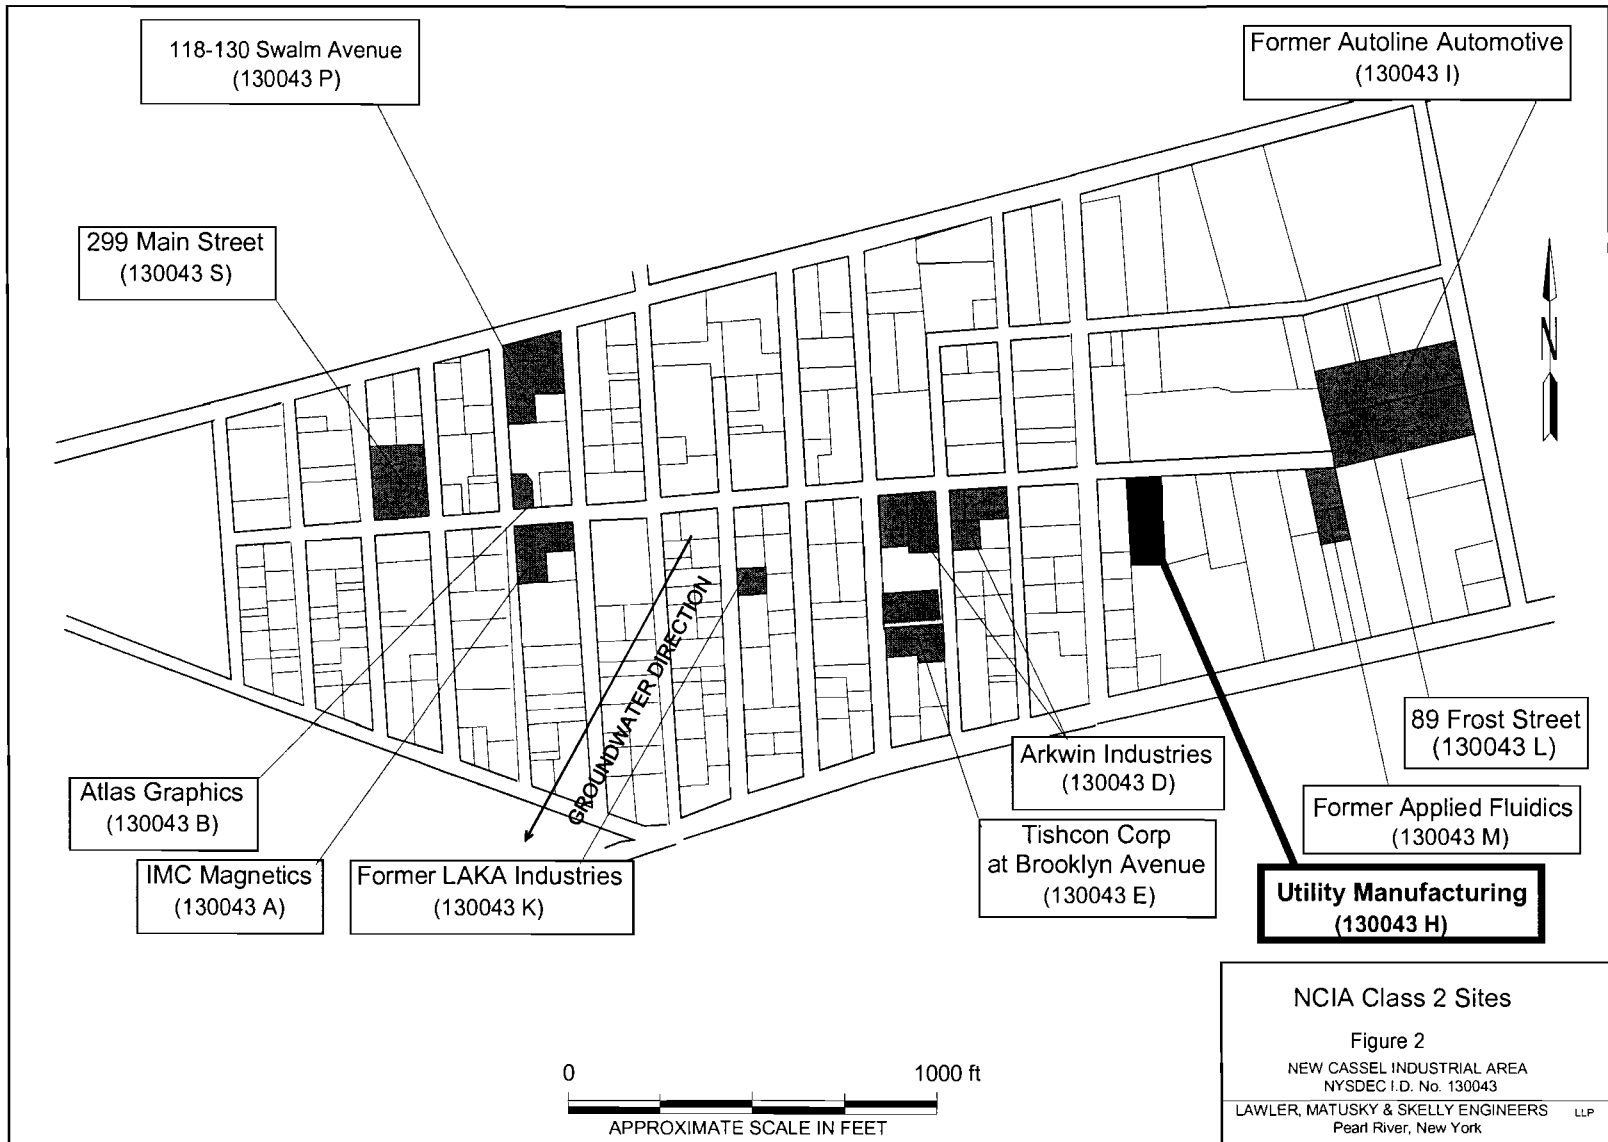 118-130 Swalm Avenue
(130043 P)
Former Autoline Automotive
(130043 I)
299 Main Street
(130043 S)
N
GROUNDWATER DIRECTION
89 Frost Street
(130043 L)
Arkwin Industries
(130043 D)
Atlas Graphics
(130043 B)
Former Applied Fluidics
(130043 M)
Tishcon Corp
at Brooklyn Avenue
(130043 E)
IMC Magnetics
(130043 A)
Former LAKA Industries
(130043 K)
Utility Manufacturing
(130043 H)
NCIA Class 2 Sites
Figure 2
NEW CASSEL INDUSTRIAL AREA
NYSDEC I.D. No. 130043
LAWLER, MATUSKY & SKELLY ENGINEERS LLP
Pearl River, New York
0 1000 ft
APPROXIMATE SCALE IN FEET